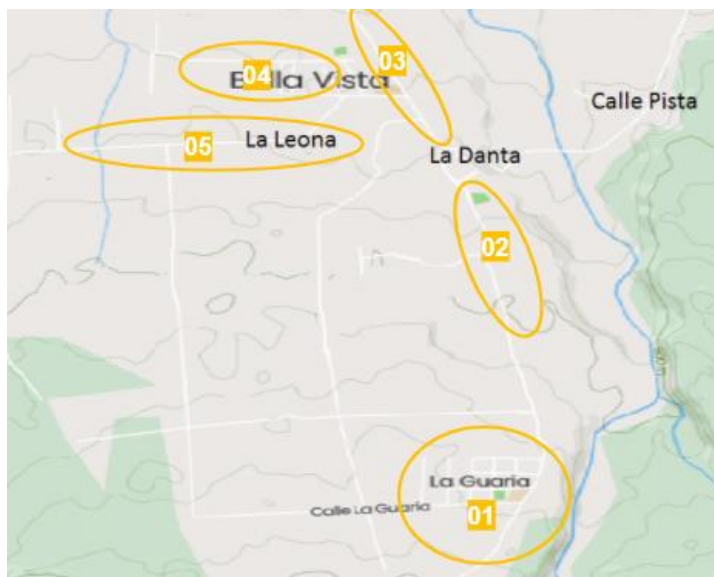 03
04
Bella Vista
Calle Pista
05
La Leona
La Danta
02
La Guaria
Calle La Guaria
01